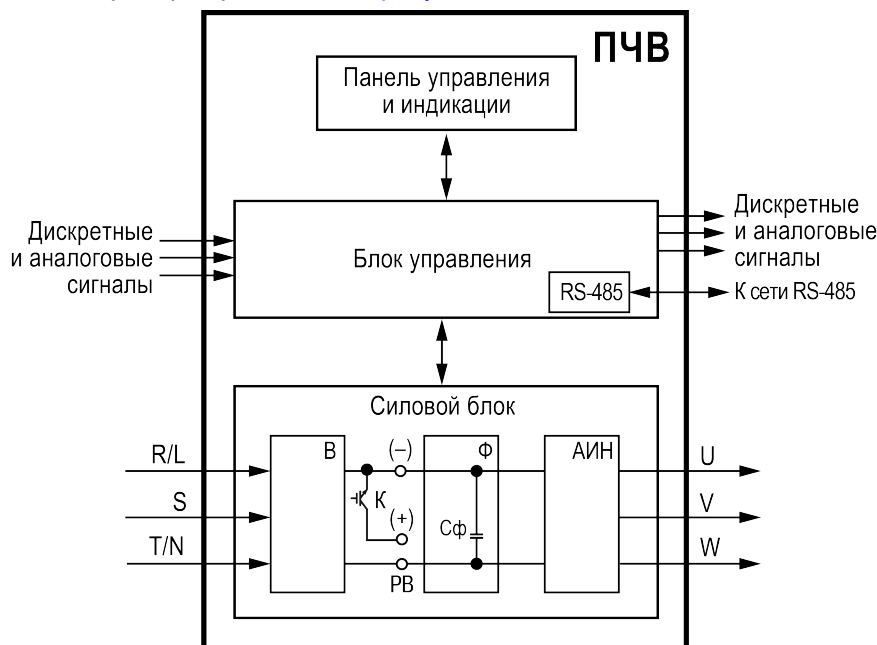 ПЧВ
Панель управления
и индикации
Дискретные
и аналоговые
сигналы
Блок управления
RS-485
Дискретные
и аналоговые
сигналы
К сети RS-485
Силовой блок
R/L
S
T/N
В
(–)
К
(+)
РВ
Ф
Сф
АИН
U
V
W